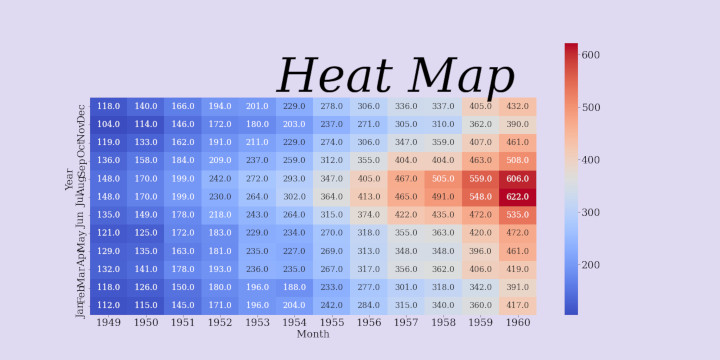 Heat Map
600
500
400
300
200
Year
Dec 118.0 140.0 166.0 194.0 201.0 229.0 278.0 306.0 336.0 337.0 405.0 432.0
Nov 104.0 114.0 146.0 172.0 180.0 203.0 237.0 271.0 305.0 310.0 362.0 390.0
Oct 119.0 133.0 162.0 191.0 211.0 229.0 274.0 306.0 347.0 359.0 407.0 461.0
Sep 136.0 158.0 184.0 209.0 237.0 259.0 312.0 355.0 404.0 404.0 463.0 508.0
Aug 148.0 170.0 199.0 242.0 272.0 293.0 347.0 405.0 467.0 505.0 559.0 606.0
Jul 148.0 170.0 199.0 230.0 264.0 302.0 364.0 413.0 465.0 491.0 548.0 622.0
Jun 135.0 149.0 178.0 218.0 243.0 264.0 315.0 374.0 422.0 435.0 472.0 535.0
May 121.0 125.0 172.0 183.0 229.0 234.0 270.0 318.0 355.0 363.0 420.0 472.0
Apr 129.0 135.0 163.0 181.0 235.0 227.0 269.0 313.0 348.0 348.0 396.0 461.0
Mar 132.0 141.0 178.0 193.0 236.0 235.0 267.0 317.0 356.0 362.0 406.0 419.0
Feb 118.0 126.0 150.0 180.0 196.0 188.0 233.0 277.0 301.0 318.0 342.0 391.0
Jan 112.0 115.0 145.0 171.0 196.0 204.0 242.0 284.0 315.0 340.0 360.0 417.0
1949 1950 1951 1952 1953 1954 1955 1956 1957 1958 1959 1960
Month